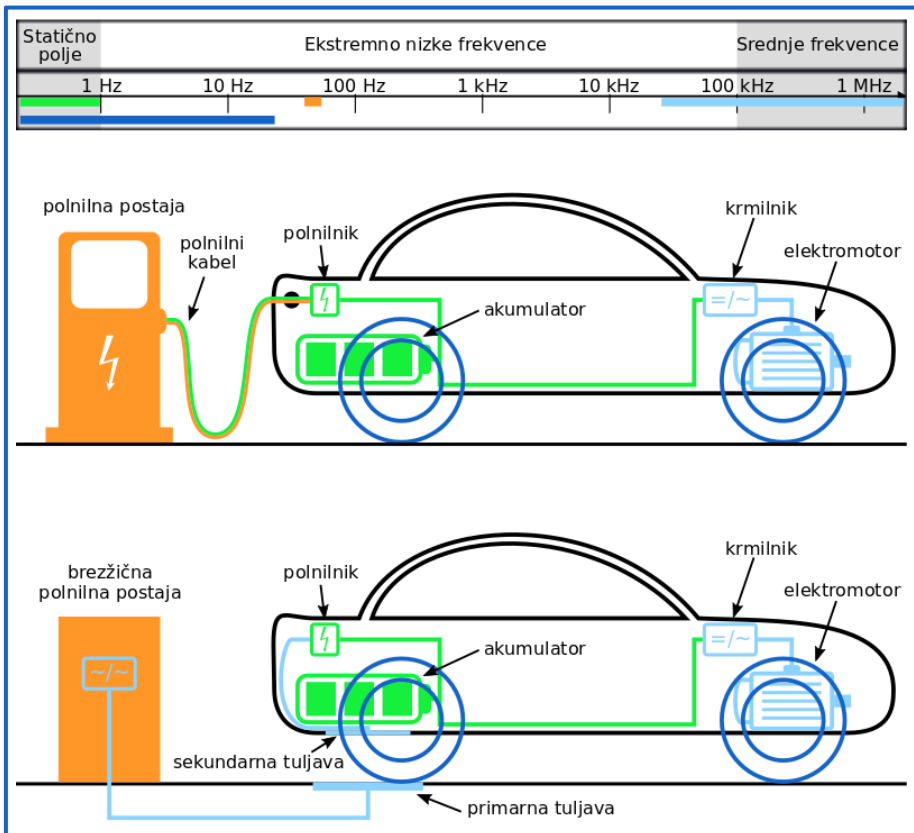 Statično
polje
Ekstremno nizke frekvence
Srednje frekvence
1 Hz
10 Hz
100 Hz
1 kHz
10 kHz
100 kHz
1 MHz
polnilna postaja
polnilni
kabel
polnilnik
akumulator
krmilnik
elektromotor
=/~
brezžična
polnilna postaja
~/~
polnilnik
akumulator
krmilnik
elektromotor
=/~
sekundarna tuljava
primarna tuljava